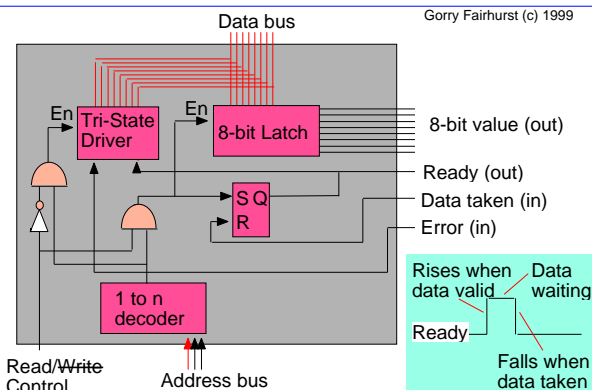 Gorry Fairhurst (c) 1999
Data bus
En
Tri-State
Driver
En
8-bit Latch
8-bit value (out)
Ready (out)
S Q
R
Data taken (in)
Error (in)
1 to n
decoder
Rises when
data valid
Data
waiting
Ready
Falls when
data taken
Read/Write
Control
Address bus